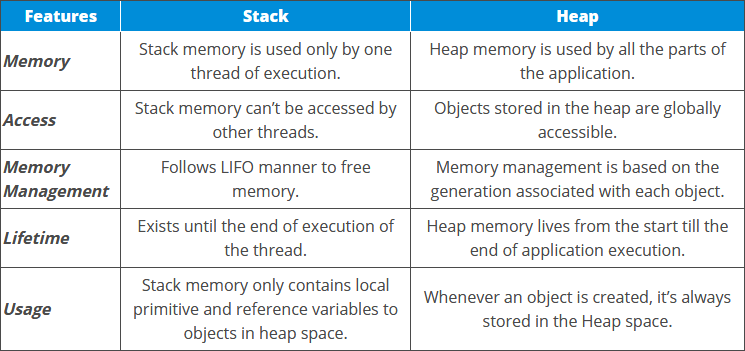 Features Stack Heap
Memory
Stack memory is used only by one
thread of execution.
Heap memory is used by all the parts of
the application.
Access
Stack memory can’t be accessed by
other threads.
Objects stored in the heap are globally
accessible.
Memory
Management
Follows LIFO manner to free
memory.
Memory management is based on the
generation associated with each object.
Lifetime
Exists until the end of execution of
the thread.
Heap memory lives from the start till the
end of application execution.
Usage
Stack memory only contains local
primitive and reference variables to
objects in heap space.
Whenever an object is created, it’s always
stored in the Heap space.